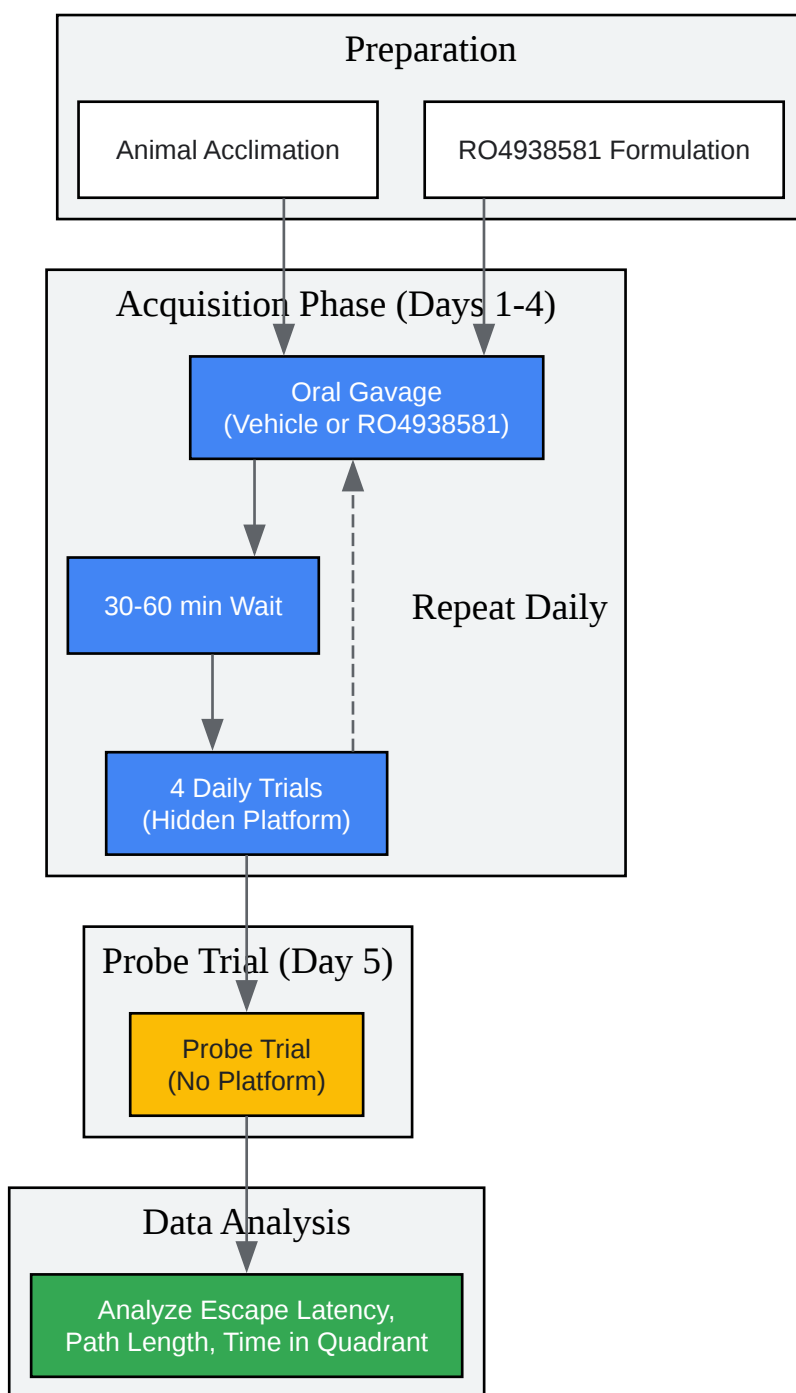 Preparation
Animal Acclimation
RO4938581 Formulation
Acquisition Phase (Days 1-4)
Oral Gavage
(Vehicle or RO4938581)
30-60 min Wait
Repeat Daily
4 Daily Trials
(Hidden Platform)
Probe Trial (Day 5)
Probe Trial
(No Platform)
Data Analysis
Analyze Escape Latency,
Path Length, Time in Quadrant